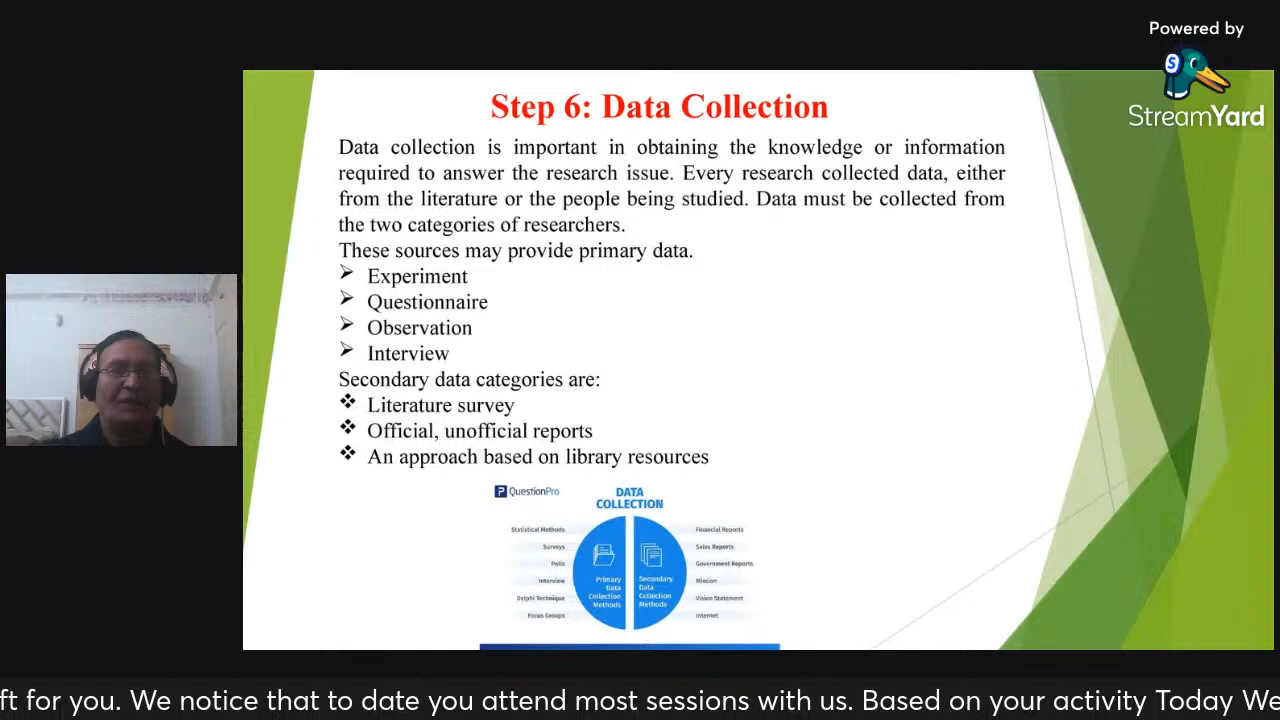 Powered by
StreamYard
Step 6: Data Collection
Data collection is important in obtaining the knowledge or information
required to answer the research issue. Every research collected data, either
from the literature or the people being studied. Data must be collected from
the two categories of researchers.
These sources may provide primary data.
Experiment
Questionnaire
Observation
Interview
Secondary data categories are:
Literature survey
Official, unofficial reports
An approach based on library resources
QuestionPro
DATA
COLLECTION
Statistical Methods
Surveys
Polls
Interview
Delphi Technique
Focus Groups
Primary
Data
Collection
Methods
Secondary
Data
Collection
Methods
Financial Reports
Sales Reports
Government Reports
Mission
Vision Statement
Internet
ft for you. We notice that to date you attend most sessions with us. Based on your activity Today We